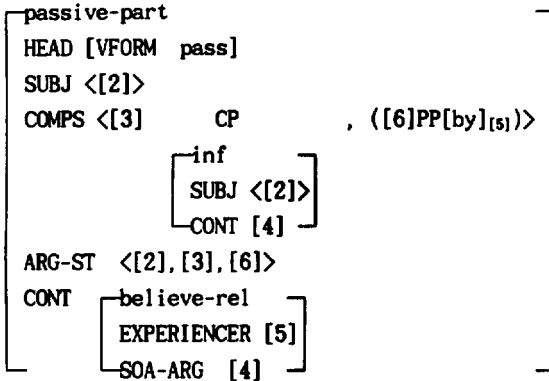 passive-part
HEAD [VFORM pass]
SUBJ <[2]>
COMPS <[3] CP , ([6]PP[by][5])>
inf
SUBJ <[2]>
CONT [4]
ARG-ST <[2],[3],[6]>
CONT believe-rel
EXPERIENCER [5]
SOA-ARG [4]